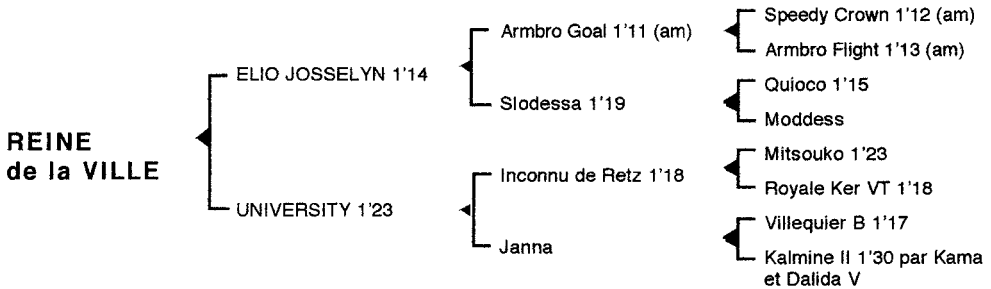 REINE
de la VILLE
ELIO JOSSELYN 1'14
UNIVERSITY 1'23
Armbro Goal 1'11 (am)
Slodessa 1'19
Inconnu de Retz 1'18
Janna
Speedy Crown 1'12 (am)
Armbro Flight 1'13 (am)
Quioco 1'15
Moddess
Mitsouko 1'23
Royale Ker VT 1'18
Villequier B 1'17
Kalmine II 1'30 par Kama
et Dalida V